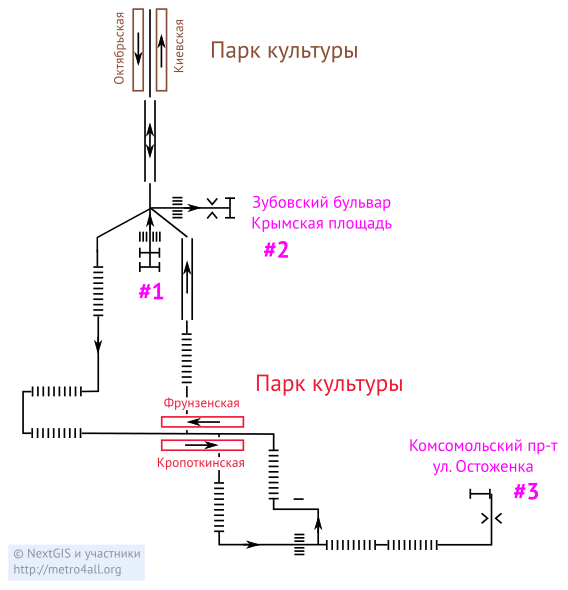 Октябрьская
Киевская
Парк культуры
Зубовский бульвар
Крымская площадь
#2
#1
Парк культуры
Фрунзенская
Кропоткинская
Комсомольский пр-т
ул. Остоженка
#3
© NextGIS и участники
http://metro4all.org